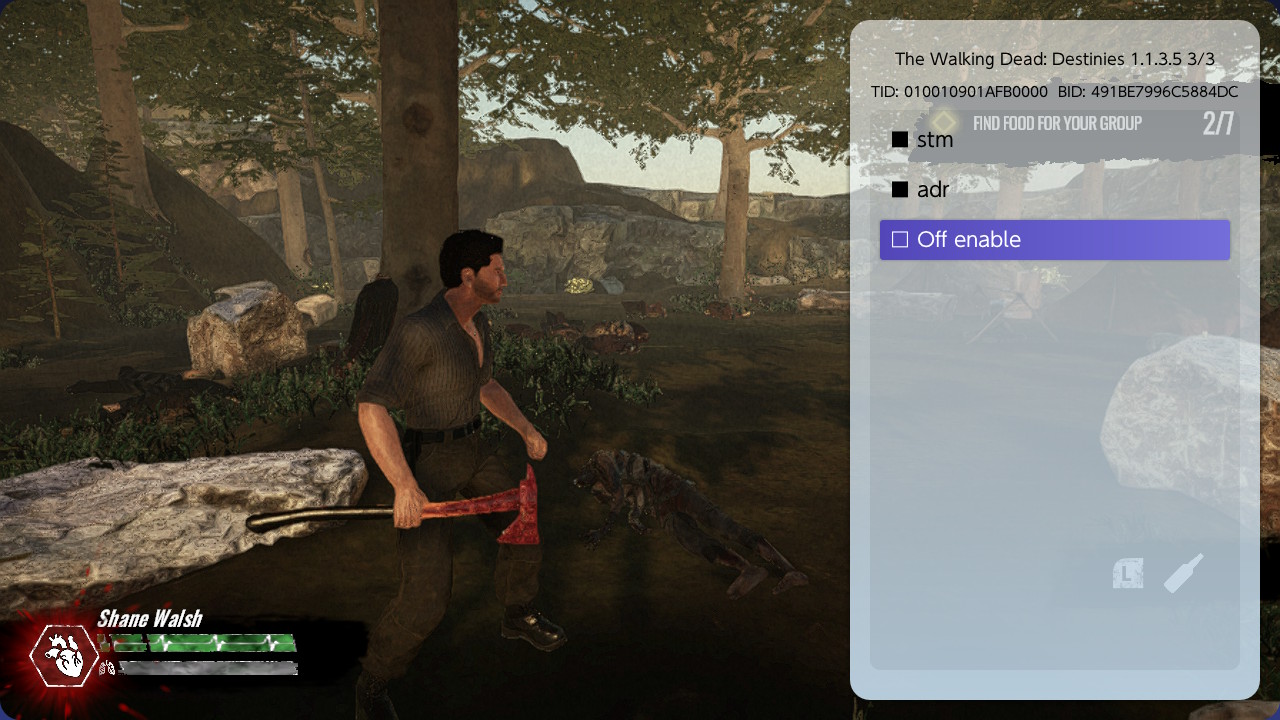 The Walking Dead: Destinies 1.1.3.5 3/3
TID: 010010901AFB0000 BID: 491BE7996C5884DC
FIND FOOD FOR YOUR GROUP 2/7
stm
adr
Off enable
L
Shane Walsh